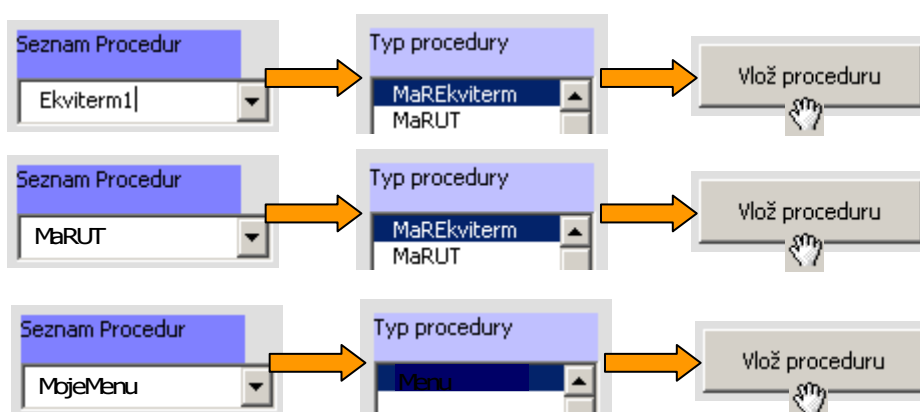 Seznam Procedur
Typ procedury
Vlož proceduru
Ekviterm1
MaREkviterm
MaRUT
Seznam Procedur
Typ procedury
Vlož proceduru
MaRUT
MaREkviterm
MaRUT
Seznam Procedur
Typ procedury
Vlož proceduru
MojeMenu
Menu